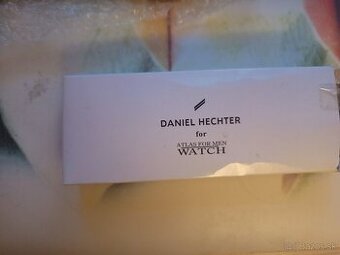 DANIEL HECHTER
for
ATLAS FOR MEN
WATCH